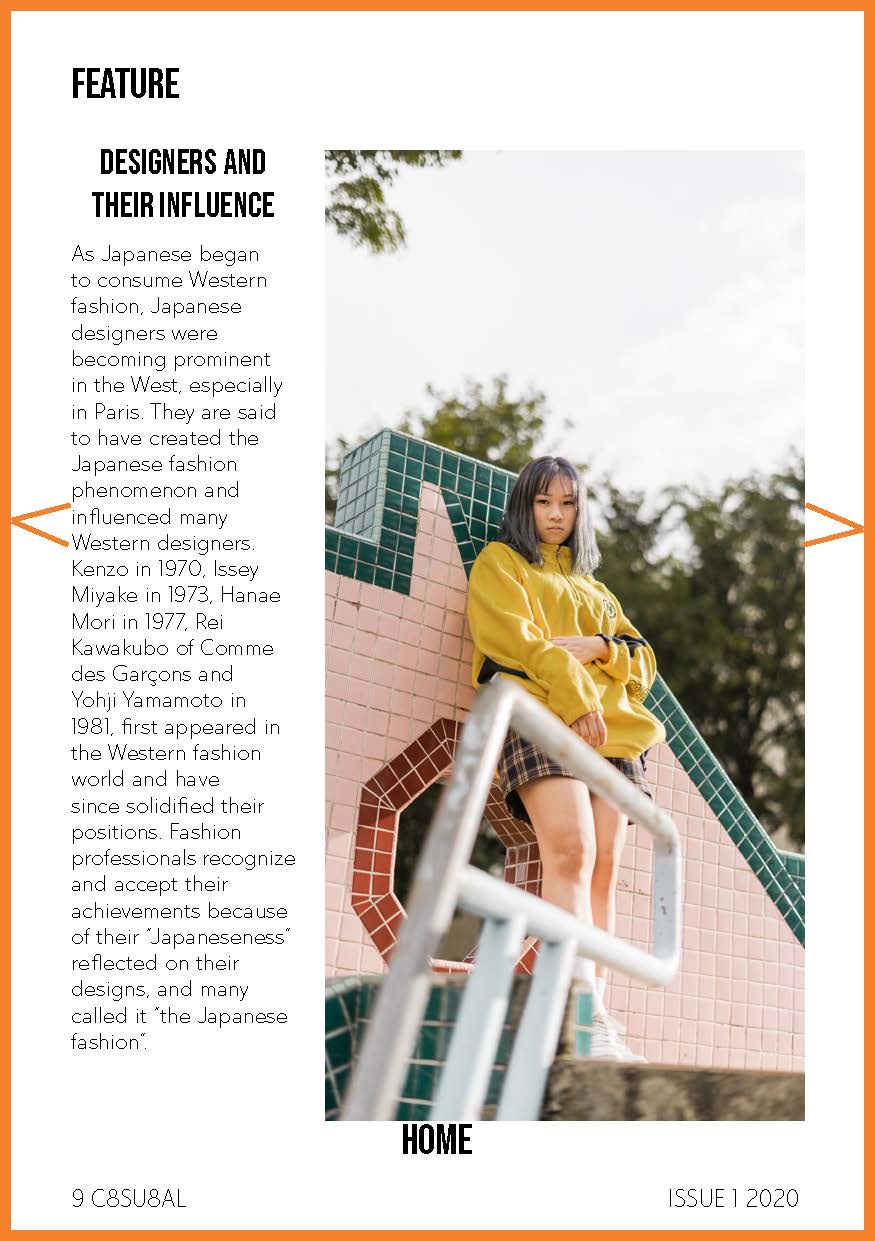 FEATURE
DESIGNERS AND
THEIR INFLUENCE
As Japanese began
to consume Western
fashion, Japanese
designers were
becoming prominent
in the West, especially
in Paris. They are said
to have created the
Japanese fashion
phenomenon and
influenced many
Western designers.
Kenzo in 1970, Issey
Miyake in 1973, Hanae
Mori in 1977, Rei
Kawakubo of Comme
des Garçons and
Yohji Yamamoto in
1981, first appeared in
the Western fashion
world and have
since solidified their
positions. Fashion
professionals recognize
and accept their
achievements because
of their “Japaneseness”
reflected on their
designs, and many
called it “the Japanese
fashion”.
HOME
9 C8SU8AL
ISSUE 1 2020